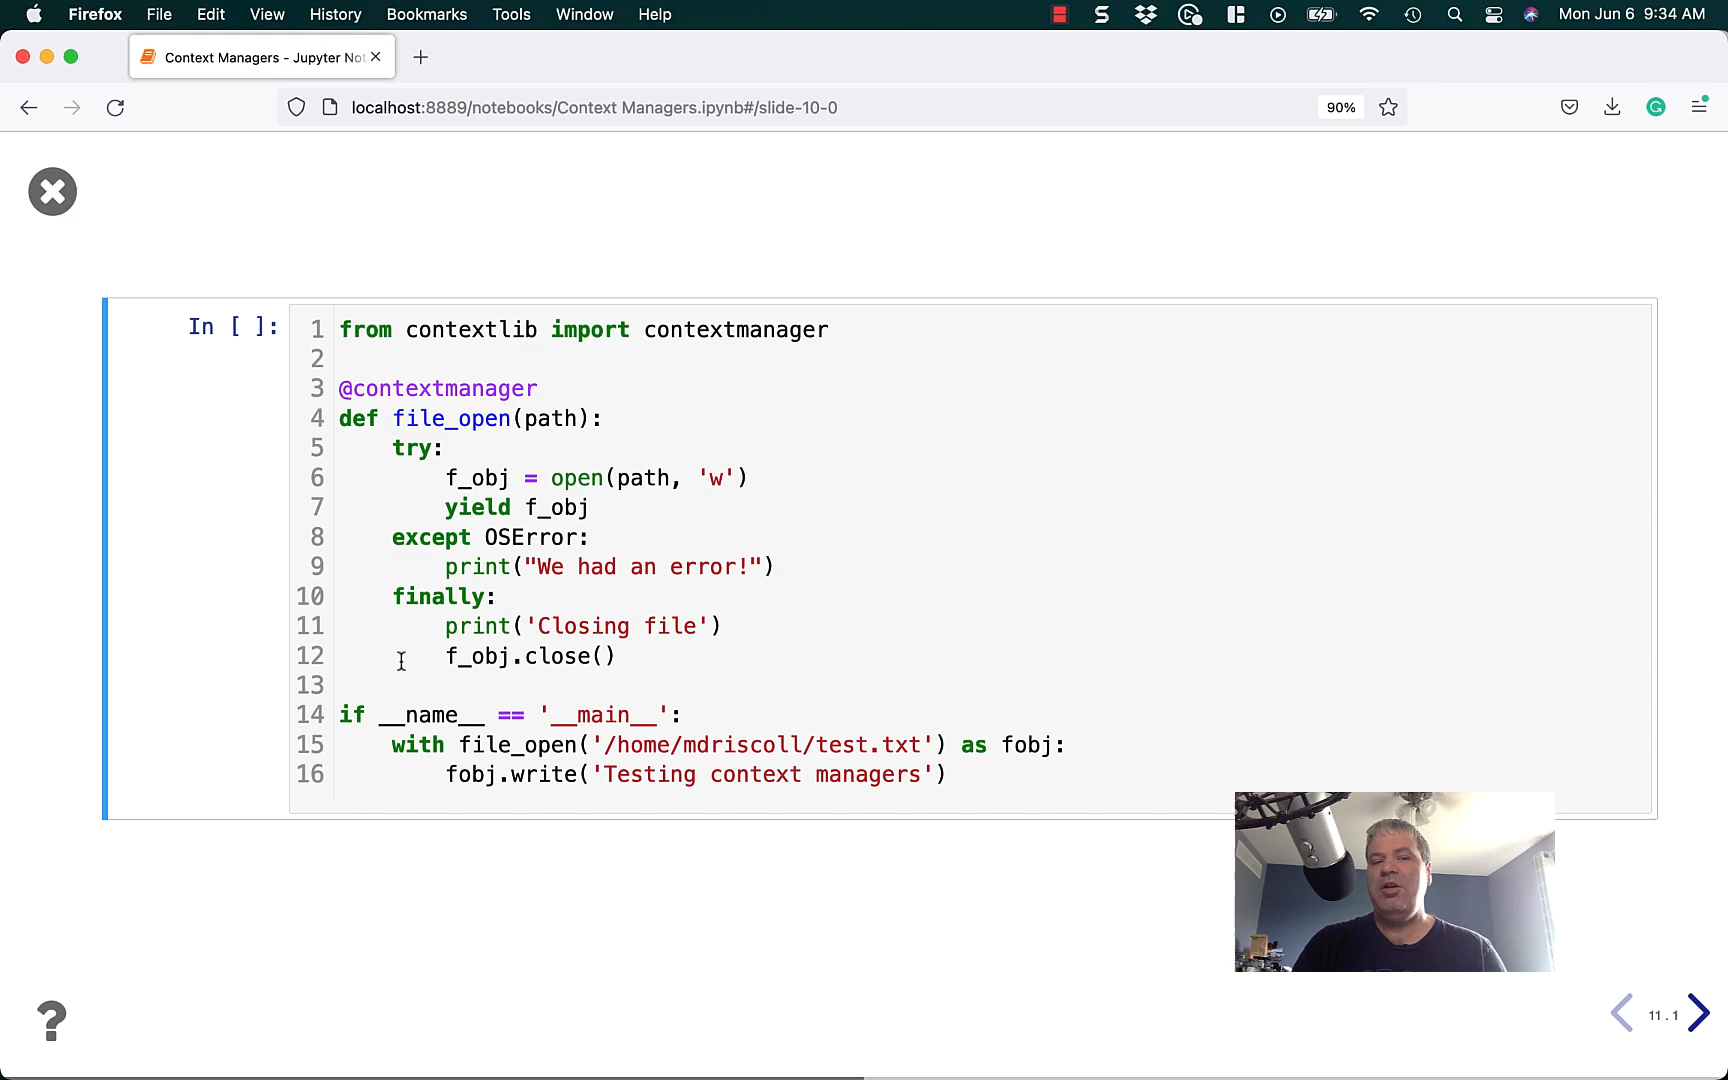 Firefox File Edit View History Bookmarks Tools Window Help Mon Jun 6 9:34 AM
Context Managers - Jupyter Not
localhost:8889/notebooks/Context Managers.ipynb#/slide-10-0 90%
In [ ]:
1 from contextlib import contextmanager
2
3 @contextmanager
4 def file_open(path):
5 try:
6 f_obj = open(path, 'w')
7 yield f_obj
8 except OSError:
9 print("We had an error!")
10 finally:
11 print('Closing file')
12 f_obj.close()
13
14 if __name__ == '__main__':
15 with file_open('/home/mdriscoll/test.txt') as fobj:
16 fobj.write('Testing context managers')
11.1